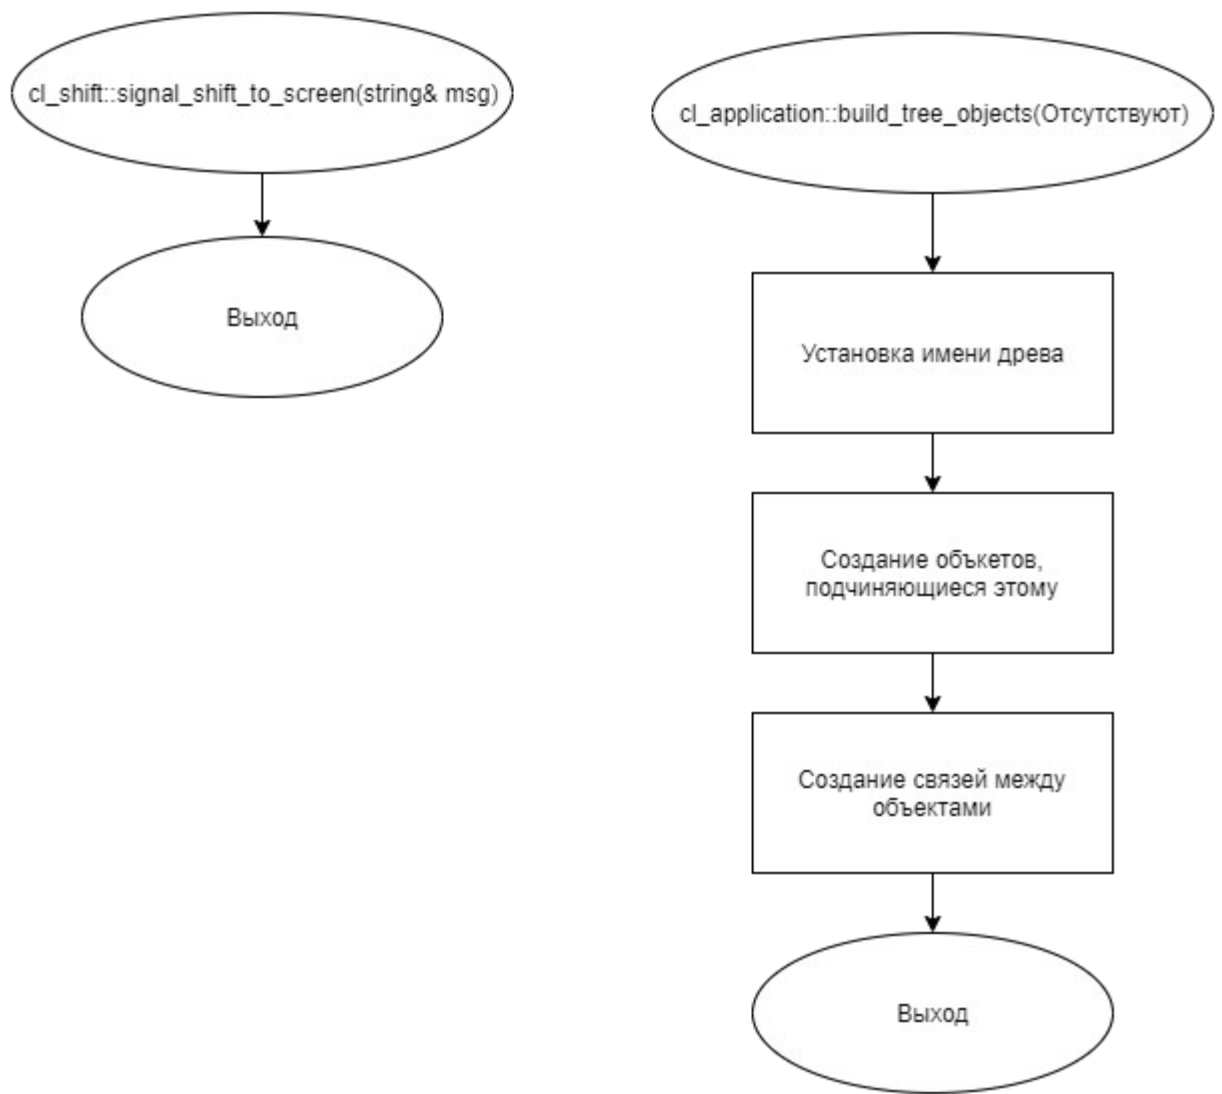 cl_shift::signal_shift_to_screen(string& msg)
Выход
cl_application::build_tree_objects(Отсутствуют)
Установка имени древа
Создание объкетов,
подчиняющиеся этому
Создание связей между
объектами
Выход